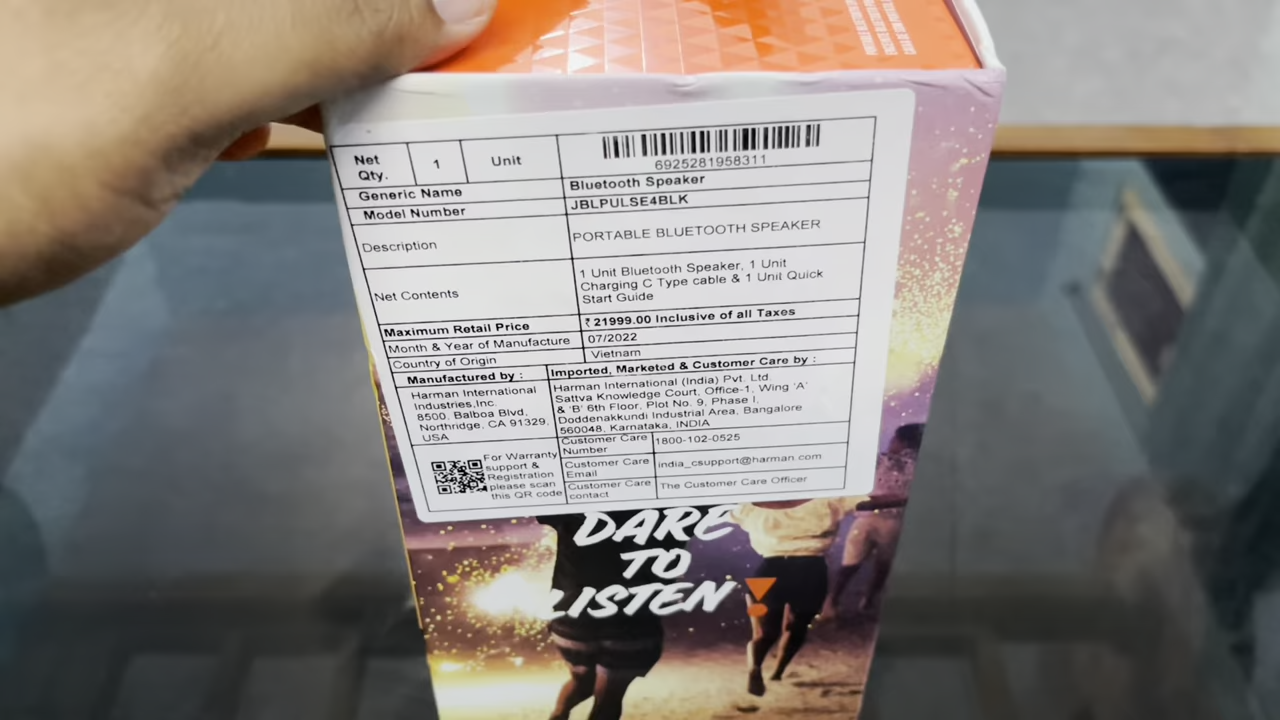 Net Qty. 1 Unit
6925281958311
Generic Name Bluetooth Speaker
Model Number JBLPULSE4BLK
Description PORTABLE BLUETOOTH SPEAKER
Net Contents
1 Unit Bluetooth Speaker, 1 Unit
Charging C Type cable & 1 Unit Quick
Start Guide
Maximum Retail Price ₹ 21999.00 Inclusive of all Taxes
Month & Year of Manufacture 07/2022
Country of Origin Vietnam
Manufactured by :
Harman International
Industries,Inc.
8500, Balboa Blvd,
Northridge, CA 91329,
USA
Imported, Marketed & Customer Care by :
Harman International (India) Pvt. Ltd.
Sattva Knowledge Court, Office-1, Wing 'A'
& 'B' 6th Floor, Plot No. 9, Phase I,
Doddenakkundi Industrial Area, Bangalore
560048, Karnataka, INDIA
For Warranty
support &
Registration
please scan
this QR code
Customer Care Number 1800-102-0525
Customer Care Email india_csupport@harman.com
Customer Care contact The Customer Care Officer
DARE
TO
LISTEN